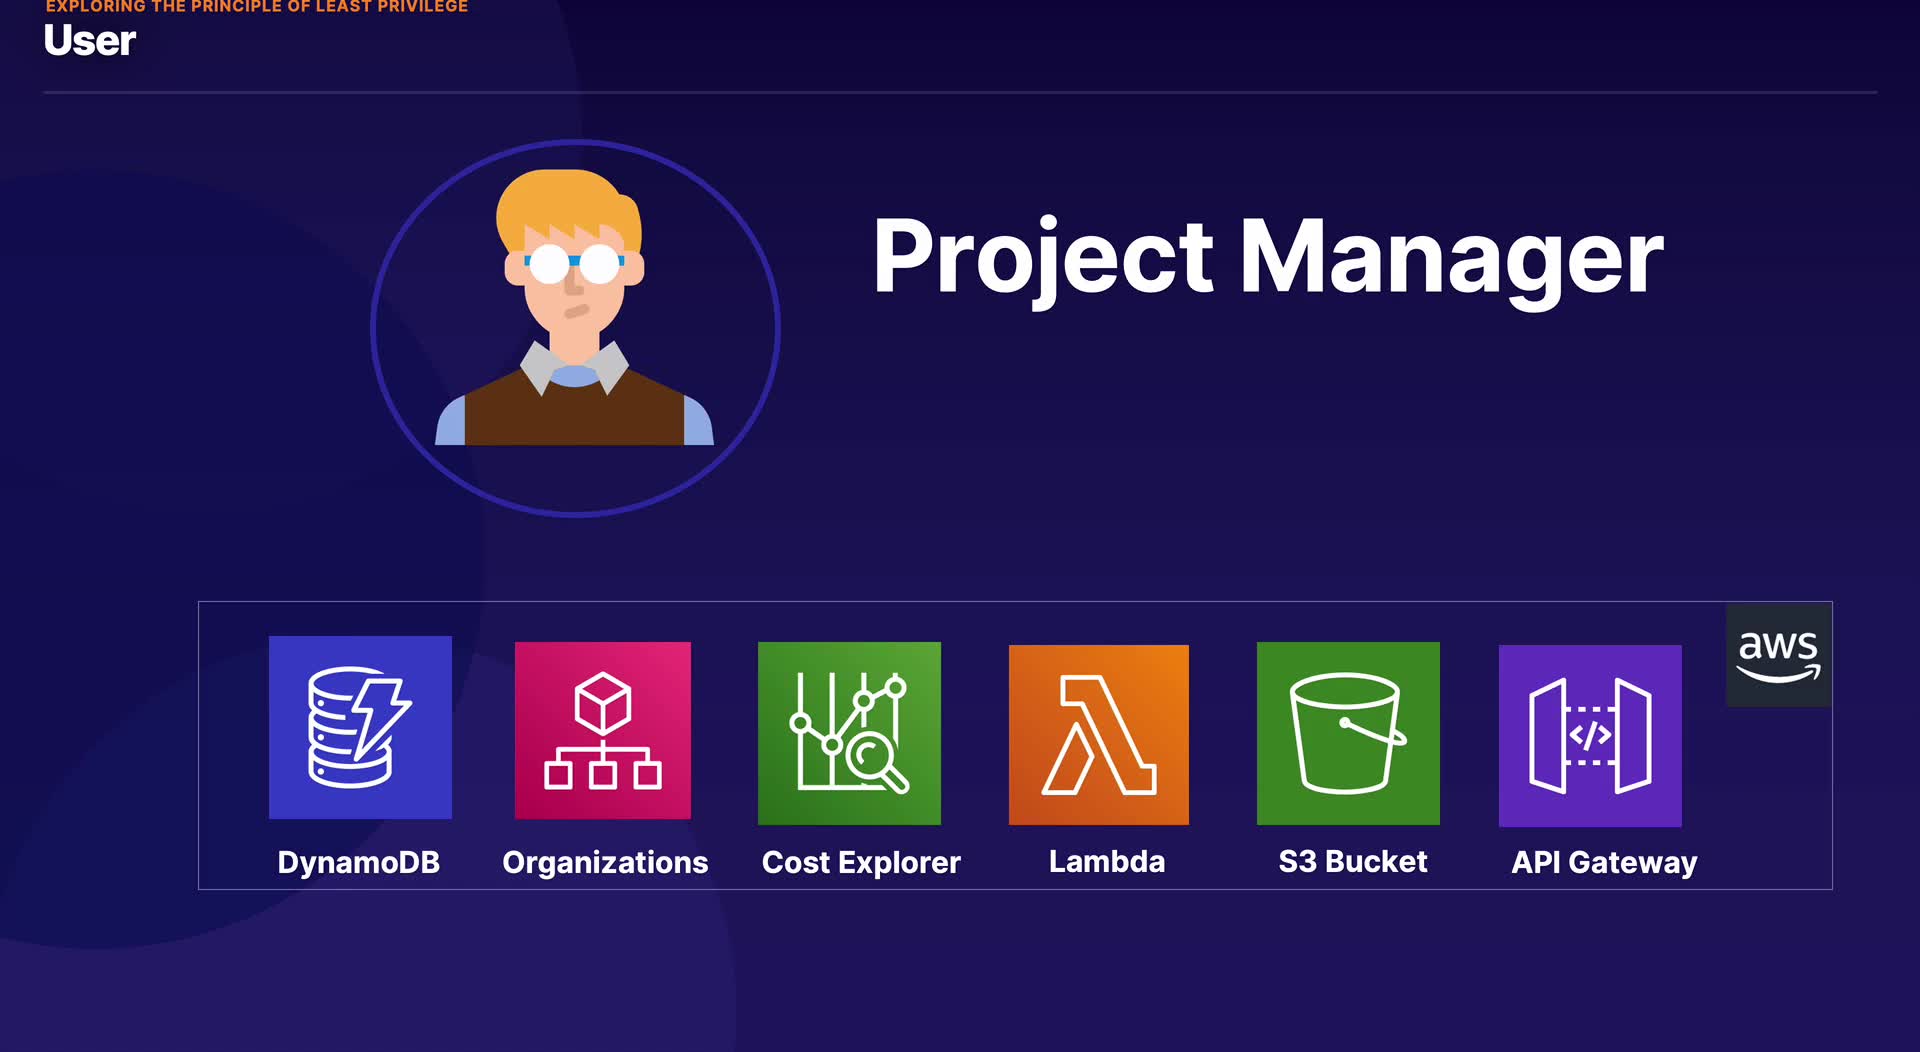 EXPLORING THE PRINCIPLE OF LEAST PRIVILEGE
User
Project Manager
aws
</>
DynamoDB
Organizations
Cost Explorer
Lambda
S3 Bucket
API Gateway